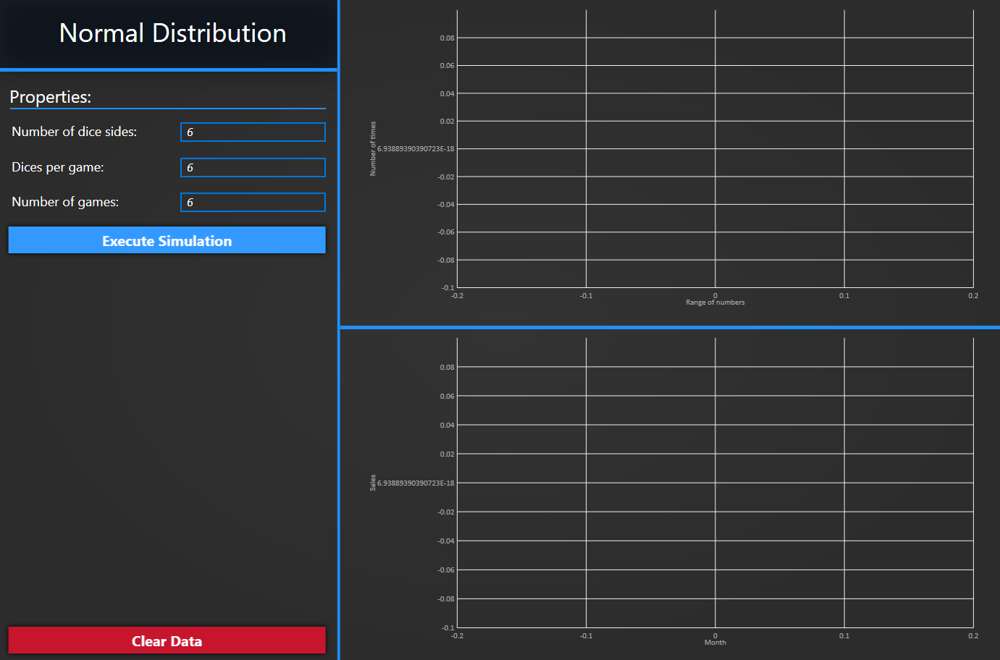 Normal Distribution
Properties:
Number of dice sides: 6
Dices per game: 6
Number of games: 6
Execute Simulation
Clear Data
0.08
0.06
0.04
0.02
Number of times
6.93889390390723E-18
-0.02
-0.04
-0.06
-0.08
-0.1
-0.2 -0.1 0 0.1 0.2
Range of numbers
0.08
0.06
0.04
0.02
Sales
6.93889390390723E-18
-0.02
-0.04
-0.06
-0.08
-0.1
-0.2 -0.1 0 0.1 0.2
Month